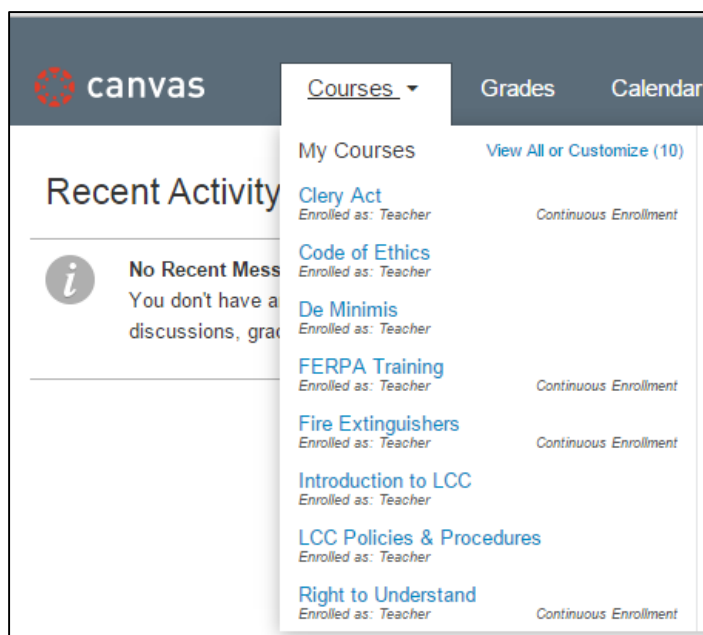 canvas
Courses
Grades
Calendar
My Courses
View All or Customize (10)
Recent Activity
Clery Act
Enrolled as: Teacher
Continuous Enrollment
Code of Ethics
Enrolled as: Teacher
No Recent Mess
You don't have a
discussions, grad
De Minimis
Enrolled as: Teacher
FERPA Training
Enrolled as: Teacher
Continuous Enrollment
Fire Extinguishers
Enrolled as: Teacher
Continuous Enrollment
Introduction to LCC
Enrolled as: Teacher
LCC Policies & Procedures
Enrolled as: Teacher
Right to Understand
Enrolled as: Teacher
Continuous Enrollment